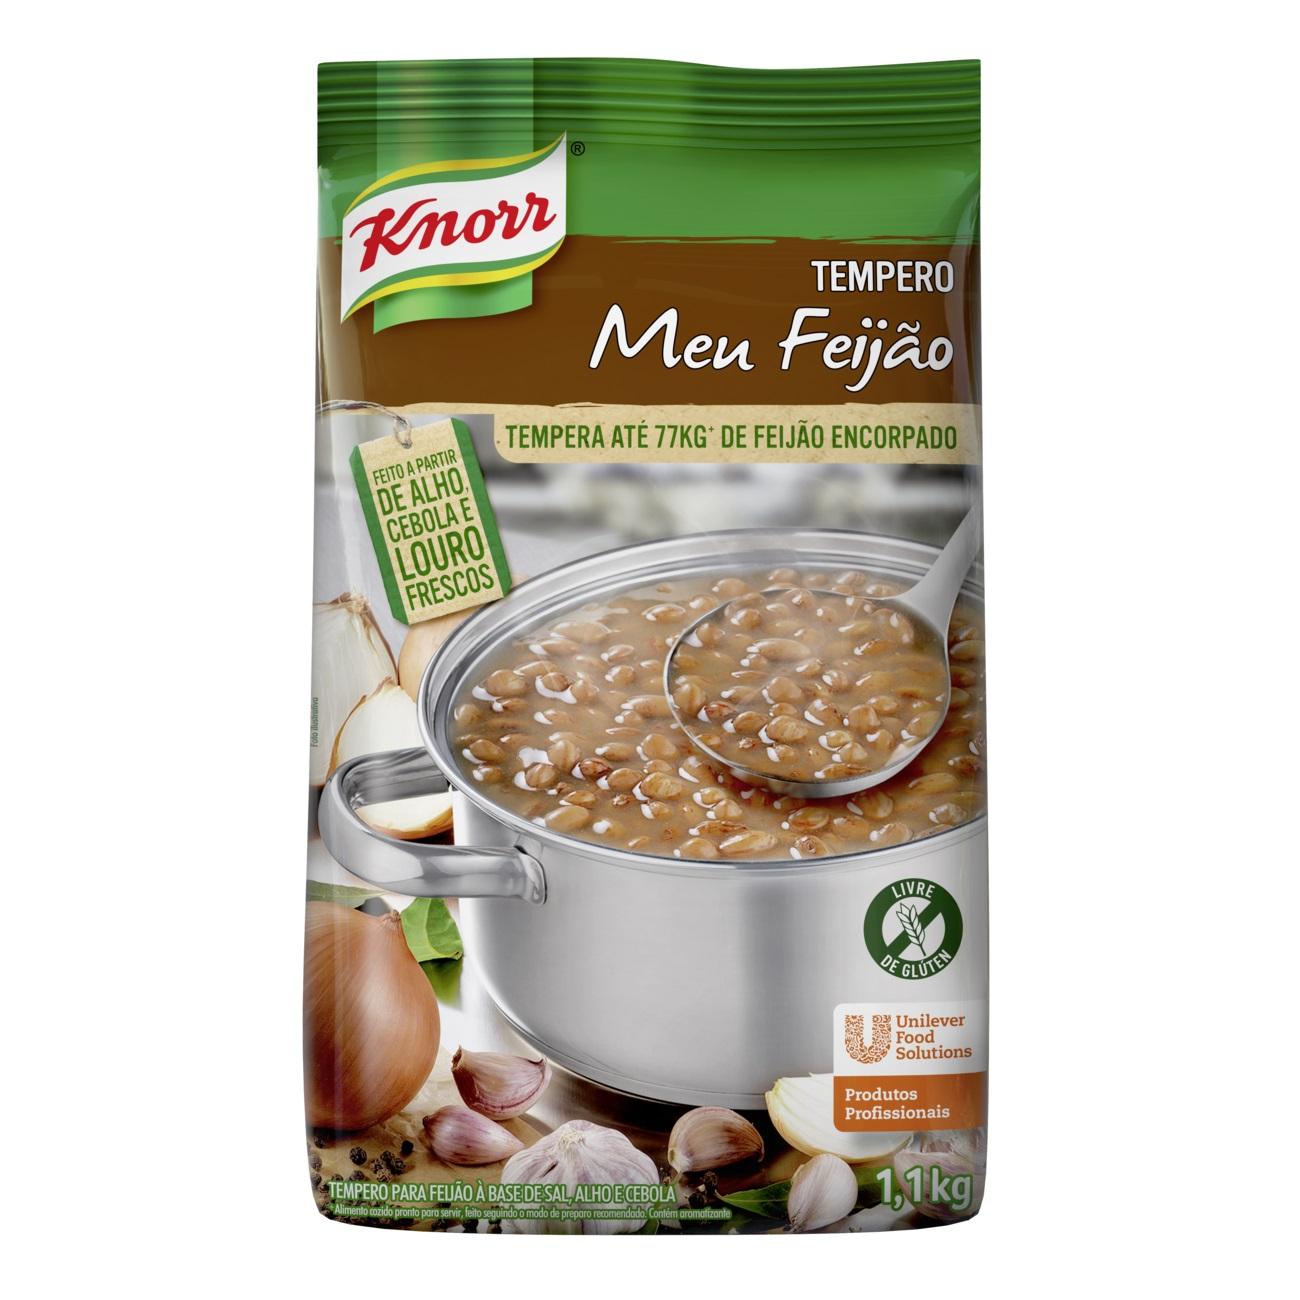 Knorr®
TEMPERO
Meu Feijão
TEMPERA ATÉ 77KG* DE FEIJÃO ENCORPADO
FEITO A PARTIR
DE ALHO,
CEBOLA E
LOURO
FRESCOS
Foto ilustrativa
LIVRE
DE GLÚTEN
Unilever
Food
Solutions
Produtos
Profissionais
1,1kg
TEMPERO PARA FEIJÃO À BASE DE SAL, ALHO E CEBOLA
*Alimento cozido pronto para servir, feito seguindo o modo de preparo recomendado. Contém aromatizante